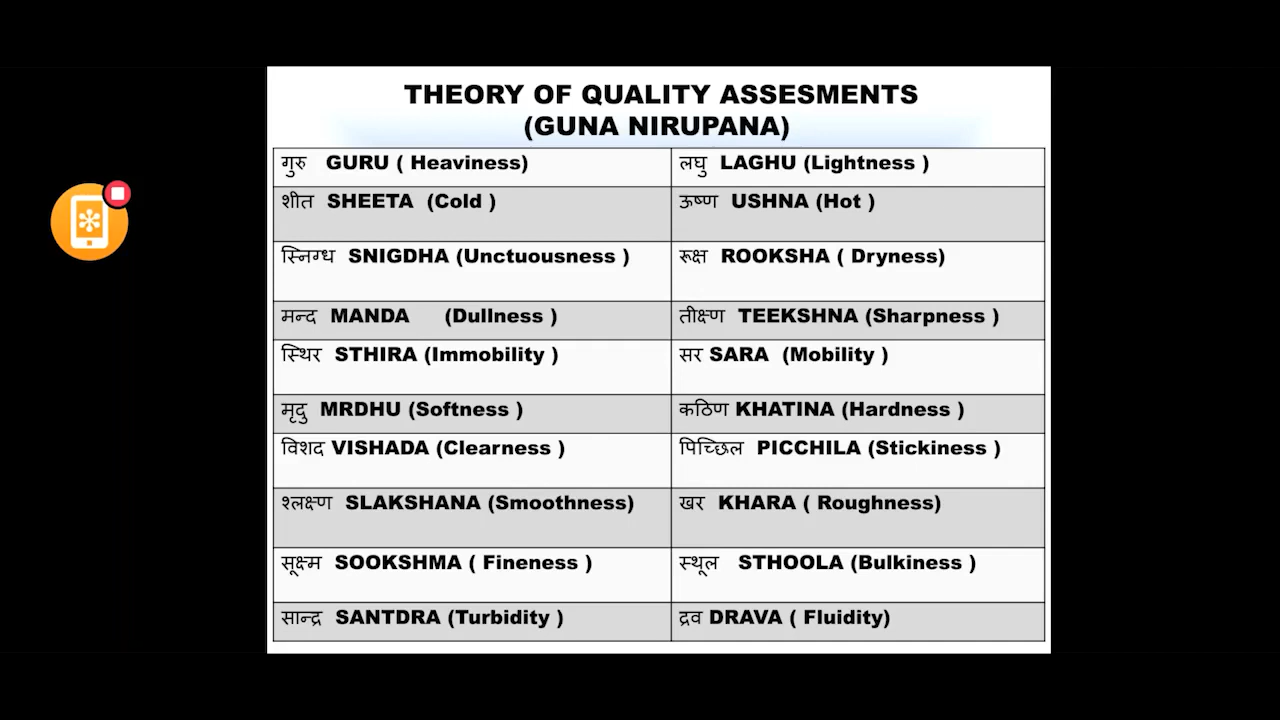 THEORY OF QUALITY ASSESMENTS
(GUNA NIRUPANA)
गुरु GURU ( Heaviness)
लघु LAGHU (Lightness )
शीत SHEETA (Cold )
ऊष्ण USHNA (Hot )
स्निग्ध SNIGDHA (Unctuousness )
रूक्ष ROOKSHA ( Dryness)
मन्द MANDA (Dullness )
तीक्ष्ण TEEKSHNA (Sharpness )
स्थिर STHIRA (Immobility )
सर SARA (Mobility )
मृदु MRDHU (Softness )
कठिण KHATINA (Hardness )
विशद VISHADA (Clearness )
पिच्छिल PICCHILA (Stickiness )
श्लक्ष्ण SLAKSHANA (Smoothness)
खर KHARA ( Roughness)
सूक्ष्म SOOKSHMA ( Fineness )
स्थूल STHOOLA (Bulkiness )
सान्द्र SANTDRA (Turbidity )
द्रव DRAVA ( Fluidity)